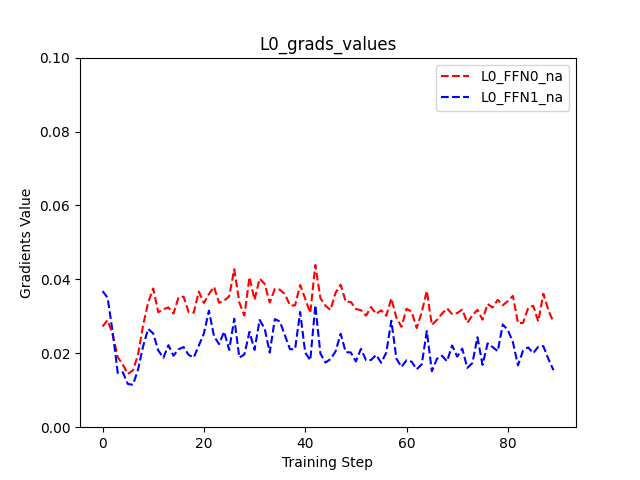 L0_grads_values
L0_FFN0_na
L0_FFN1_na
Gradients Value
0.10
0.08
0.06
0.04
0.02
0.00
0
20
40
60
80
Training Step